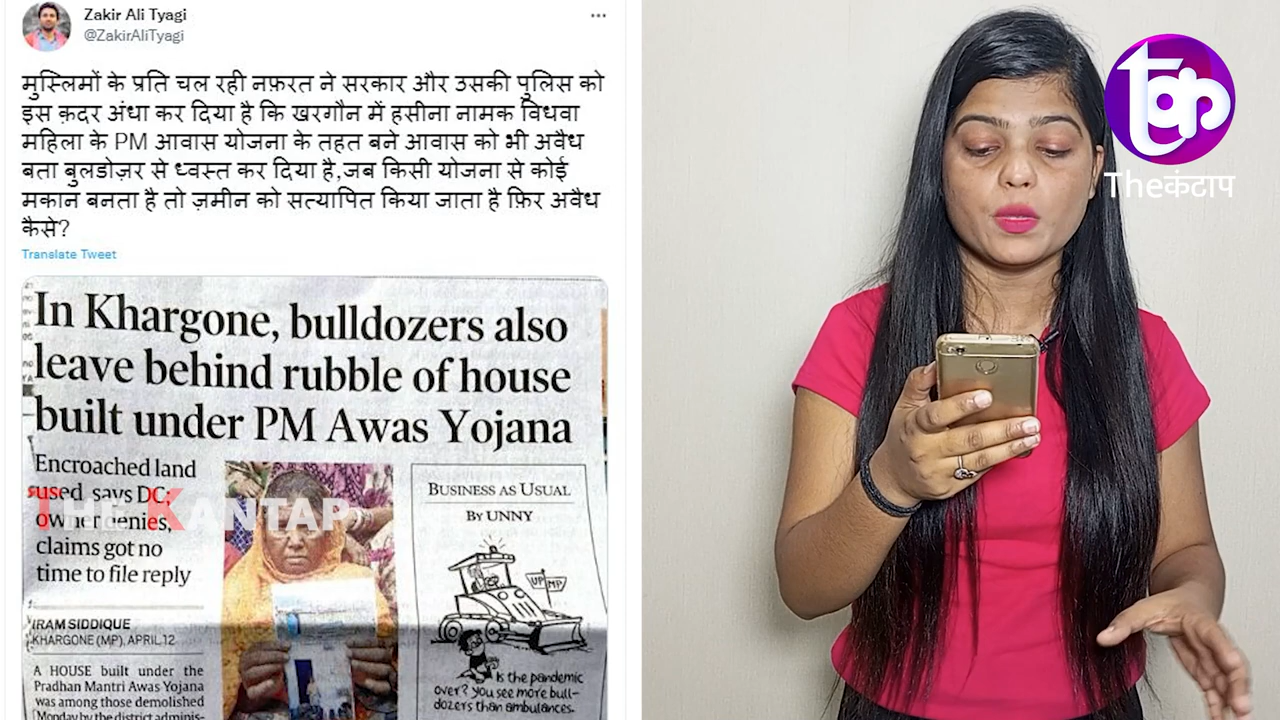 Zakir Ali Tyagi
@ZakirAliTyagi
मुस्लिमों के प्रति चल रही नफ़रत ने सरकार और उसकी पुलिस को
इस क़दर अंधा कर दिया है कि खरगौन में हसीना नामक विधवा
महिला के PM आवास योजना के तहत बने आवास को भी अवैध
बता बुलडोज़र से ध्वस्त कर दिया है,जब किसी योजना से कोई
मकान बनता है तो ज़मीन को सत्यापित किया जाता है फ़िर अवैध
कैसे?
Translate Tweet
In Khargone, bulldozers also
leave behind rubble of house
built under PM Awas Yojana
Encroached land
used, says DC;
owner denies,
claims got no
time to file reply
THE KANTAP
IRAM SIDDIQUE
KHARGONE (MP), APRIL 12
A HOUSE built under the
Pradhan Mantri Awas Yojana
was among those demolished
Monday by the district adminis-
BUSINESS AS USUAL
BY UNNY
UP MP
Is the pandemic
over? you see more bull-
dozers than ambulances.
क
Theकंटाप